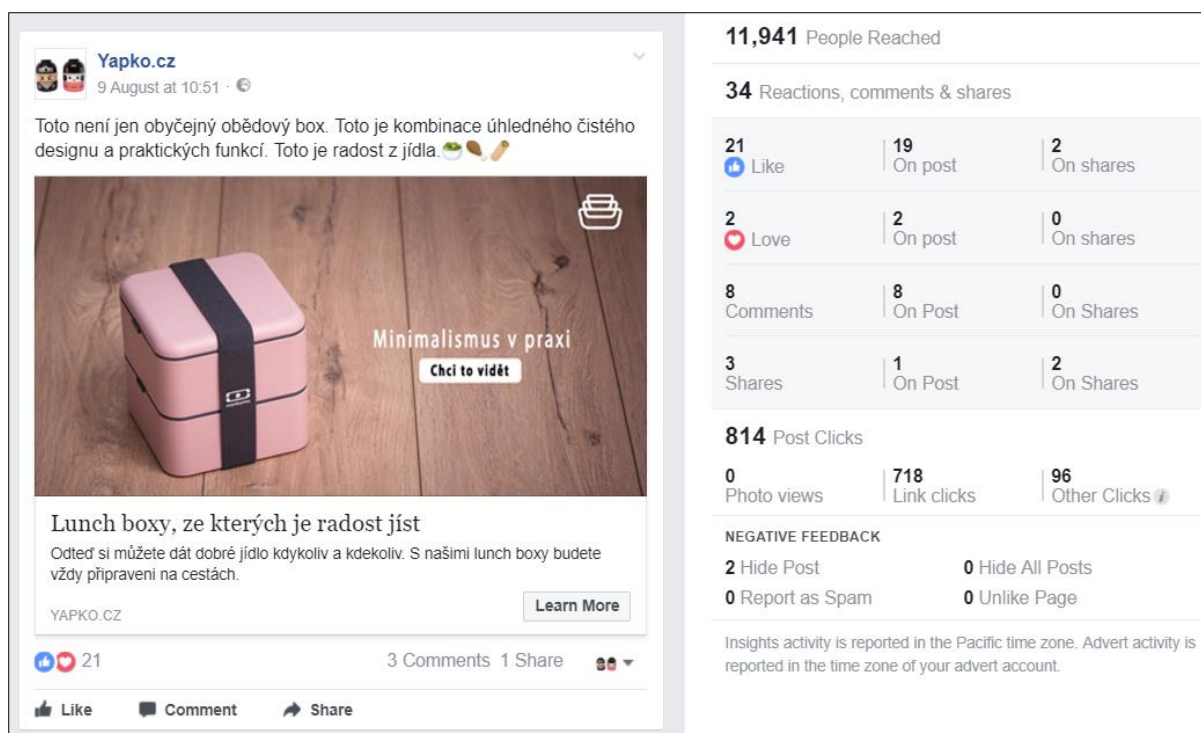 Yapko.cz
9 August at 10:51 ·
Toto není jen obyčejný obědový box. Toto je kombinace úhledného čistého
designu a praktických funkcí. Toto je radost z jídla.
Minimalismus v praxi
Chci to vidět
Lunch boxy, ze kterých je radost jíst
Odteď si můžete dát dobré jídlo kdykoliv a kdekoliv. S našimi lunch boxy budete
vždy připraveni na cestách.
YAPKO.CZ
Learn More
21
3 Comments 1 Share
Like Comment Share
11,941 People Reached
34 Reactions, comments & shares
21 19 2
Like On post On shares
2 2 0
Love On post On shares
8 8 0
Comments On Post On Shares
3 1 2
Shares On Post On Shares
814 Post Clicks
0 718 96
Photo views Link clicks Other Clicks i
NEGATIVE FEEDBACK
2 Hide Post 0 Hide All Posts
0 Report as Spam 0 Unlike Page
Insights activity is reported in the Pacific time zone. Advert activity is
reported in the time zone of your advert account.